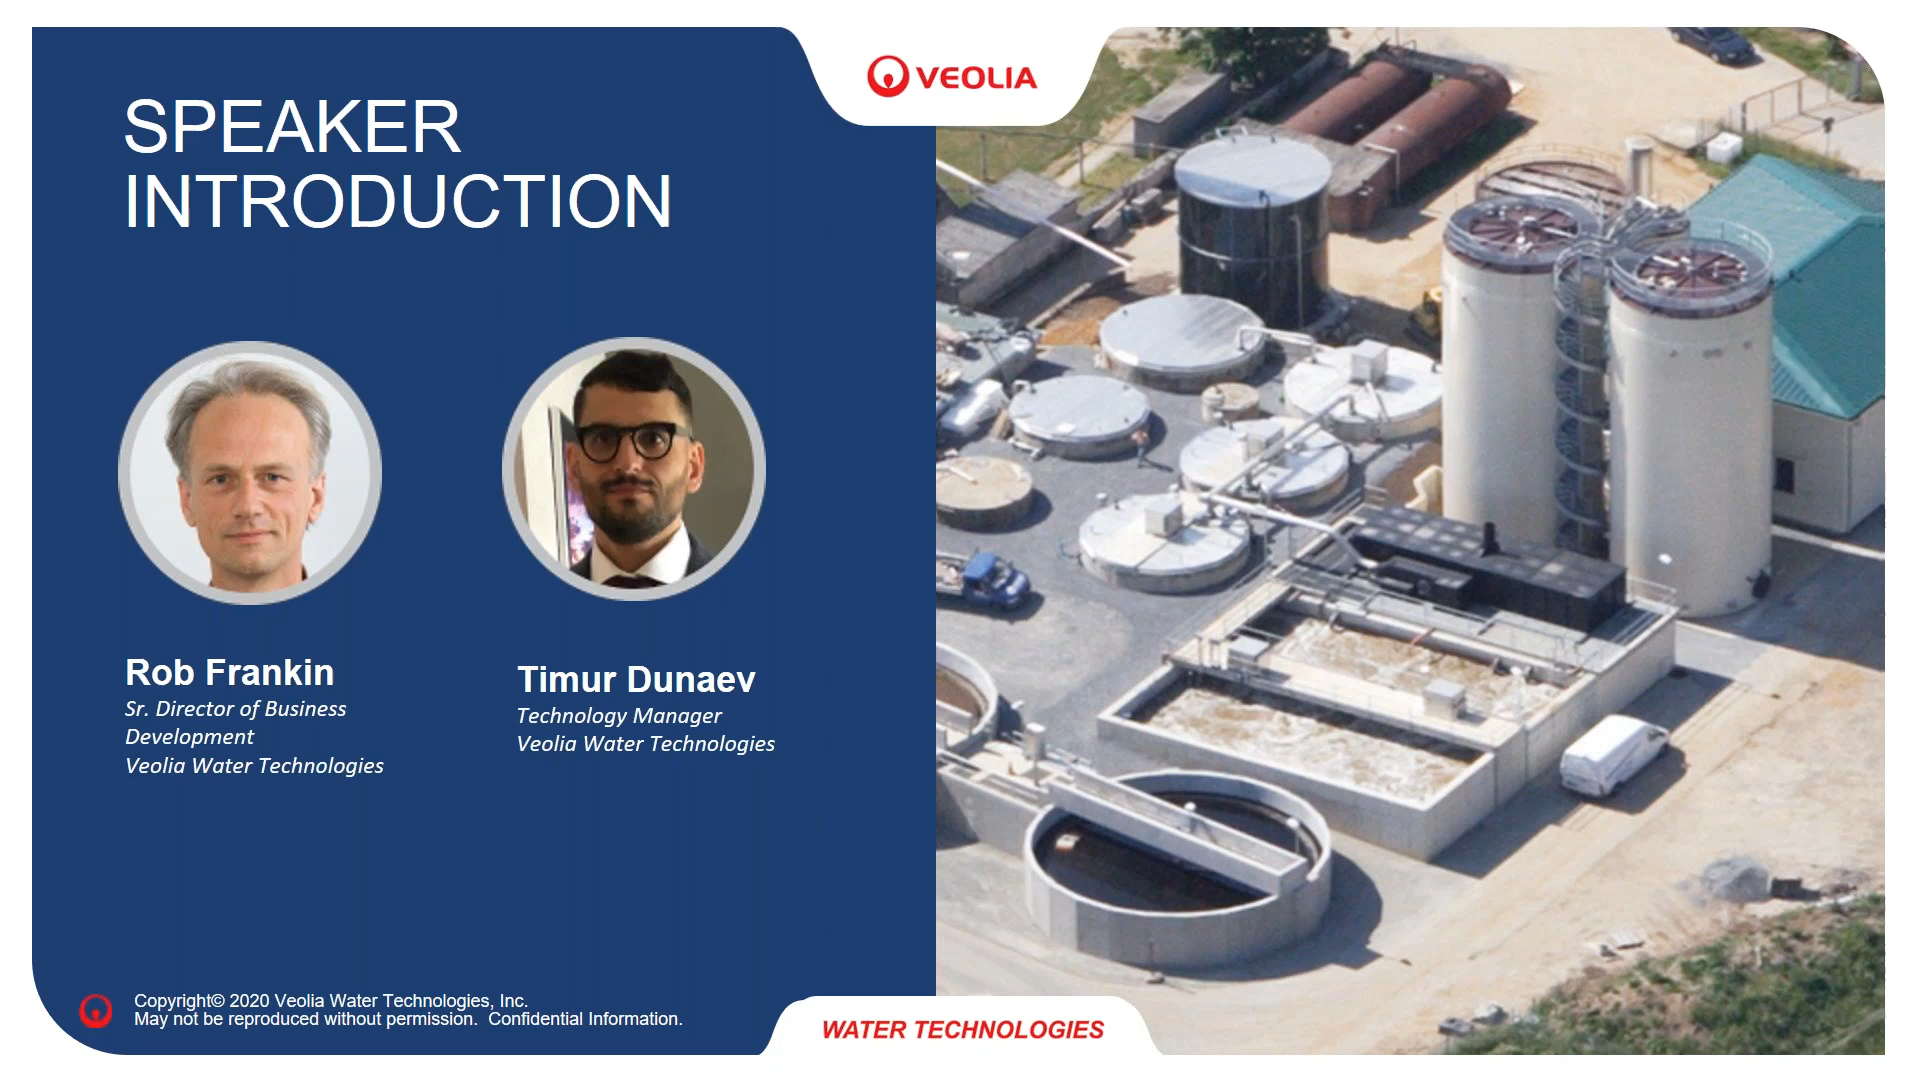 VEOLIA
SPEAKER
INTRODUCTION
Rob Frankin
Sr. Director of Business
Development
Veolia Water Technologies
Timur Dunaev
Technology Manager
Veolia Water Technologies
Copyright© 2020 Veolia Water Technologies, Inc.
May not be reproduced without permission.  Confidential Information.
WATER TECHNOLOGIES